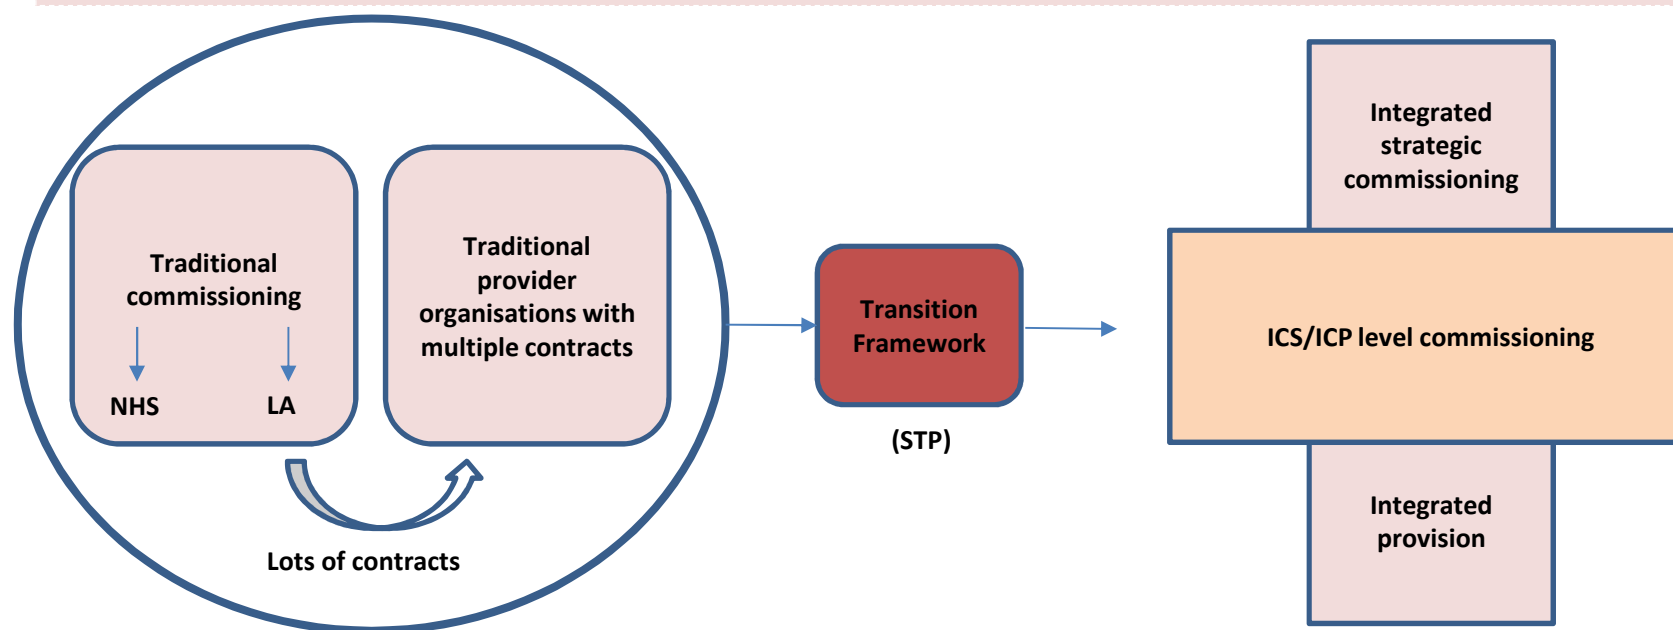 Traditional
commissioning
NHS
LA
Traditional
provider
organisations with
multiple contracts
Lots of contracts
Transition
Framework
(STP)
Integrated
strategic
commissioning
ICS/ICP level commissioning
Integrated
provision